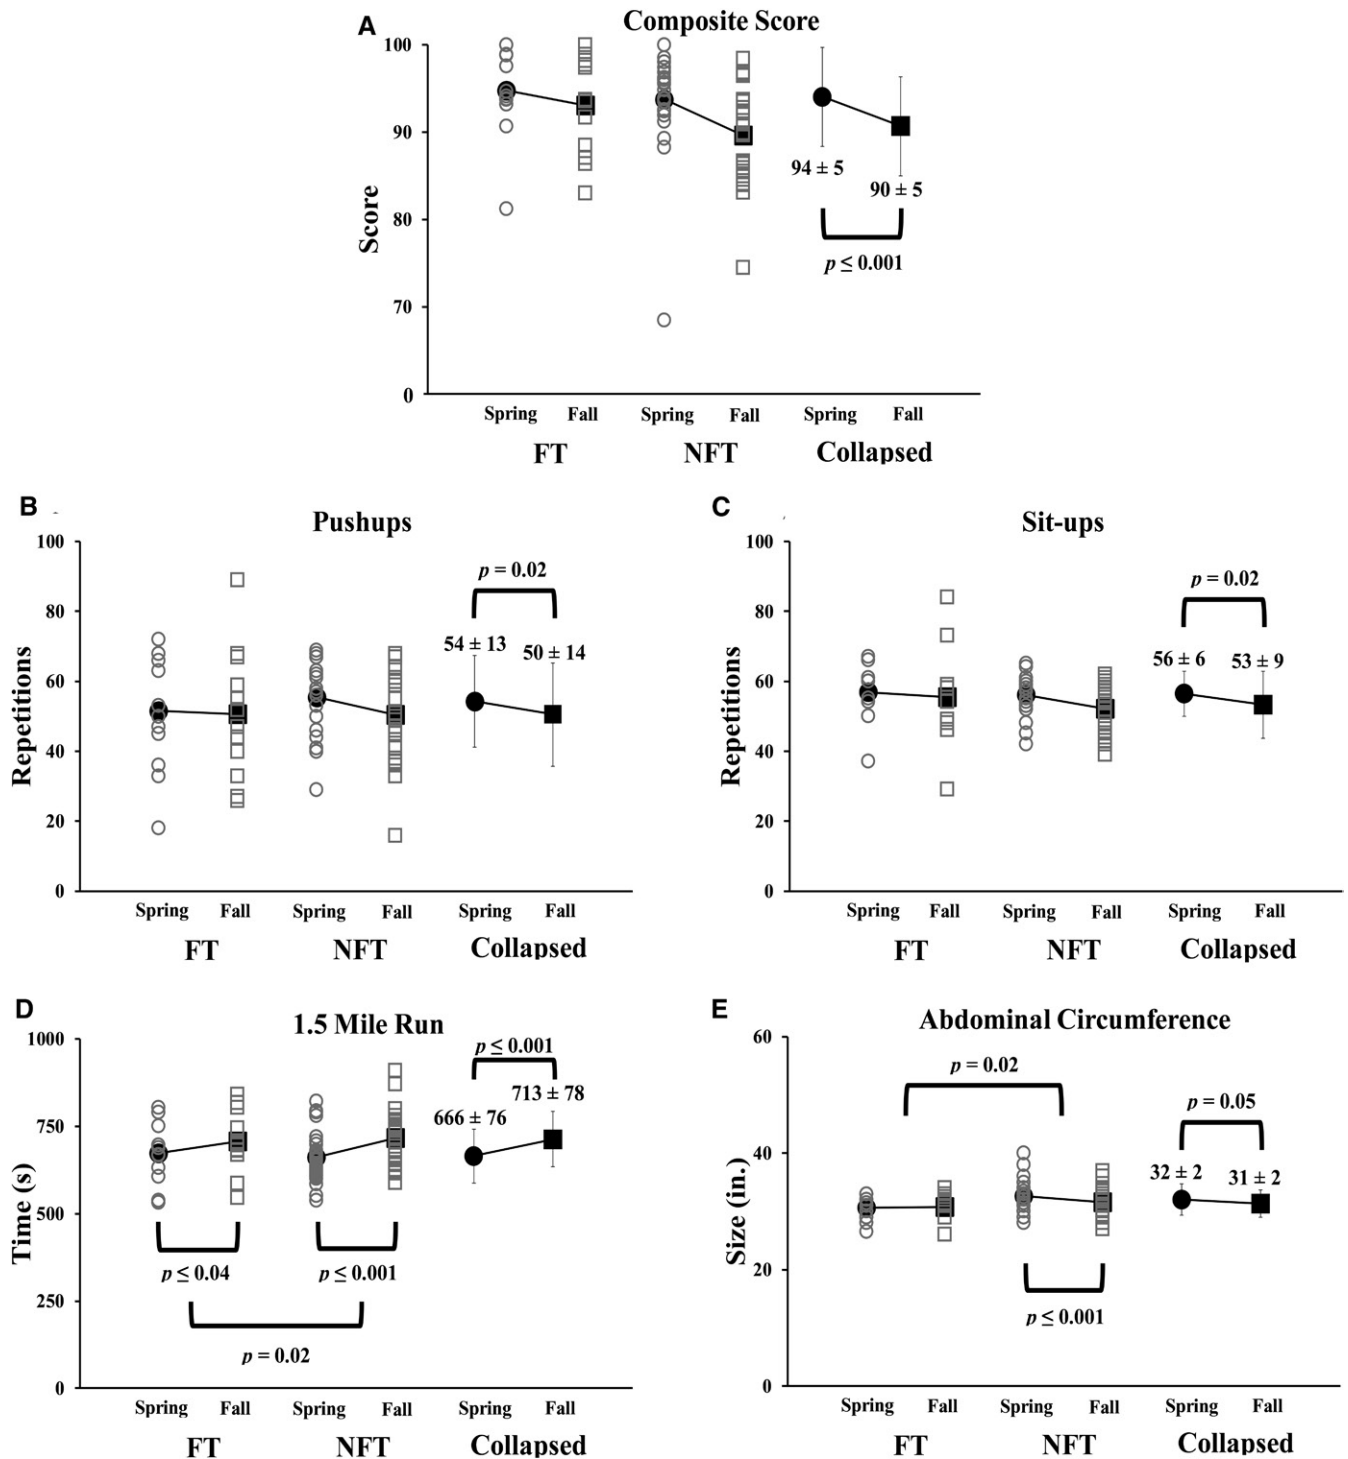 A
Composite Score
100
90
80
70
0
Score
94 ± 5
90 ± 5
p ≤ 0.001
Spring Fall Spring Fall Spring Fall
FT NFT Collapsed
B
Pushups
100
80
60
40
20
0
Repetitions
p = 0.02
54 ± 13
50 ± 14
Spring Fall Spring Fall Spring Fall
FT NFT Collapsed
C
Sit-ups
100
80
60
40
20
0
Repetitions
p = 0.02
56 ± 6
53 ± 9
Spring Fall Spring Fall Spring Fall
FT NFT Collapsed
D
1.5 Mile Run
1000
750
500
250
0
Time (s)
p ≤ 0.001
713 ± 78
666 ± 76
p ≤ 0.04
p ≤ 0.001
p = 0.02
Spring Fall Spring Fall Spring Fall
FT NFT Collapsed
E
Abdominal Circumference
60
40
20
0
Size (in.)
p = 0.02
p = 0.05
32 ± 2
31 ± 2
p ≤ 0.001
Spring Fall Spring Fall Spring Fall
FT NFT Collapsed